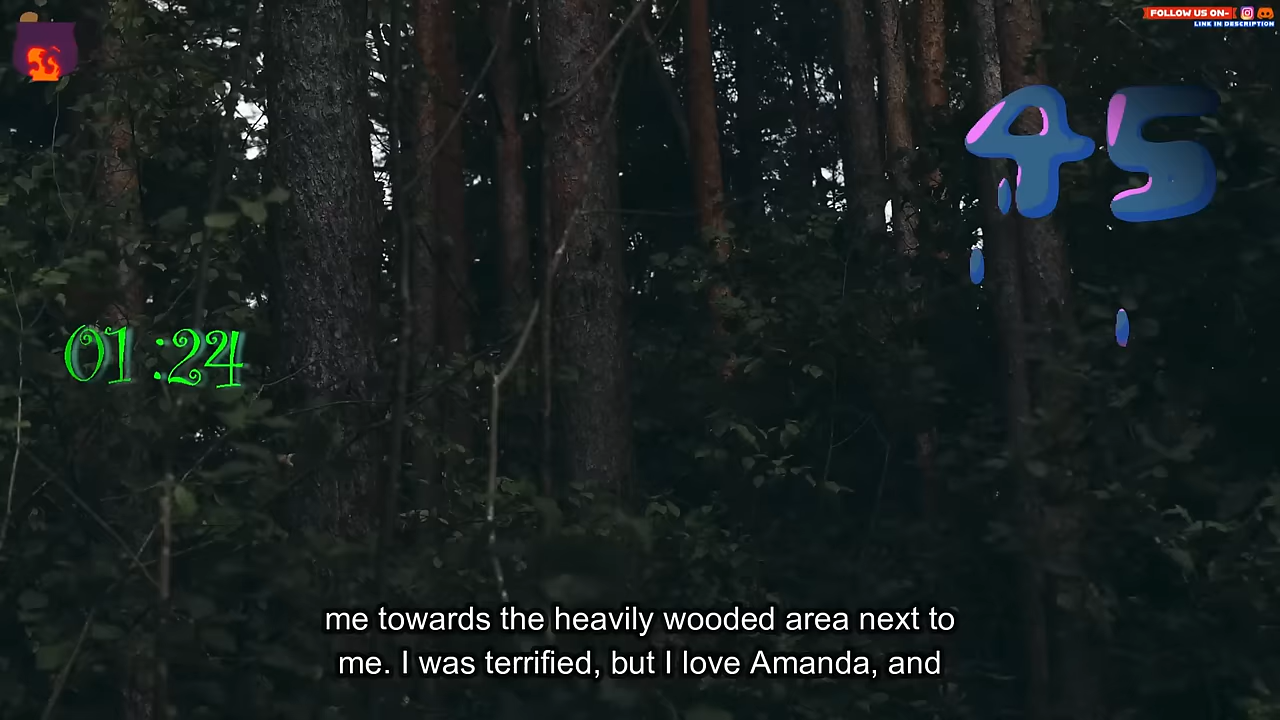 FOLLOW US ON-
LINK IN DESCRIPTION
45
01:24
me towards the heavily wooded area next to
me. I was terrified, but I love Amanda, and